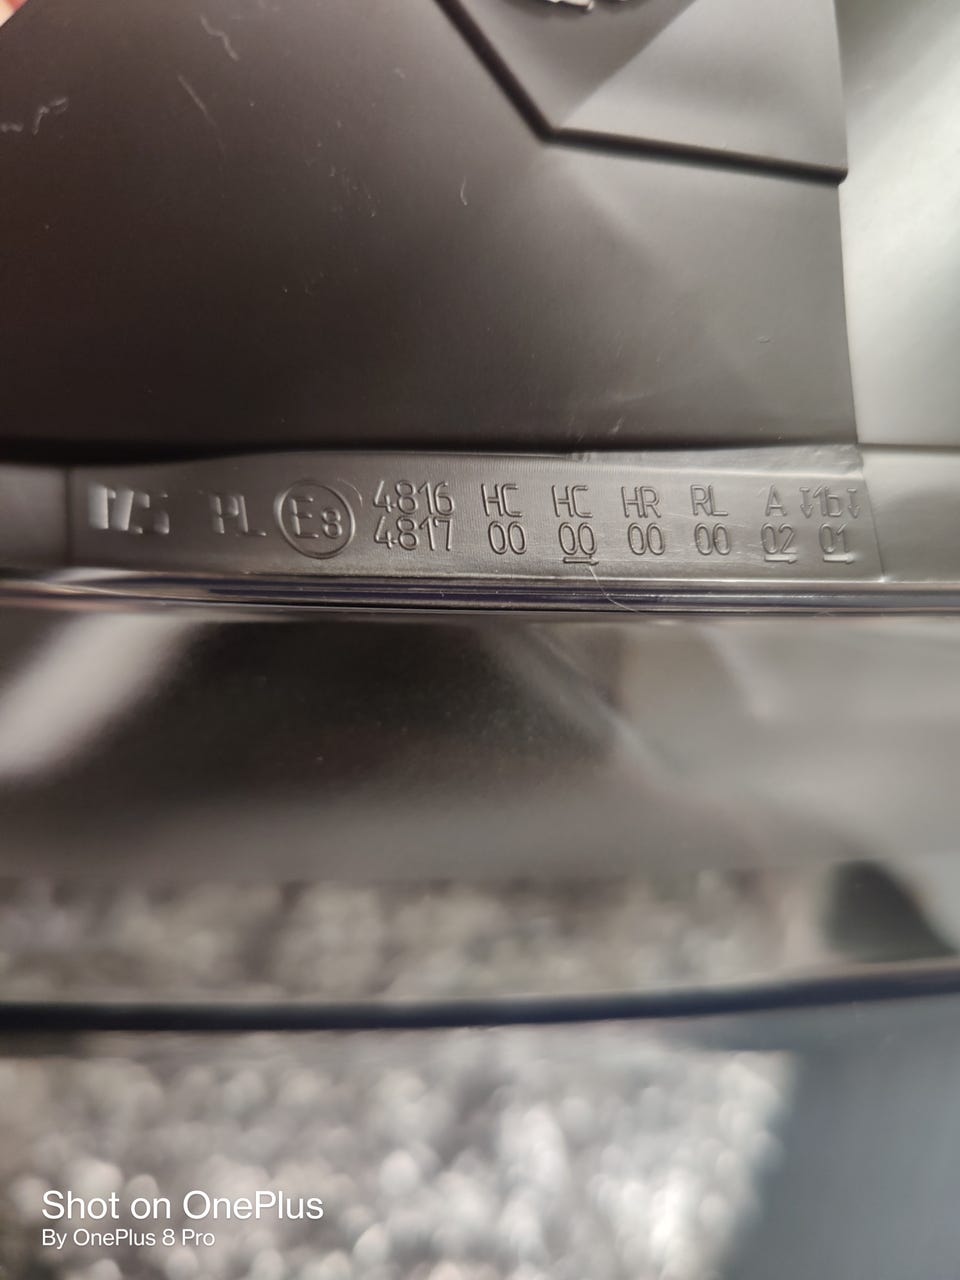 PL E8 4816 HC HC HR RL A ↕1b↕
4817 00 00 00 00 02 01
Shot on OnePlus
By OnePlus 8 Pro